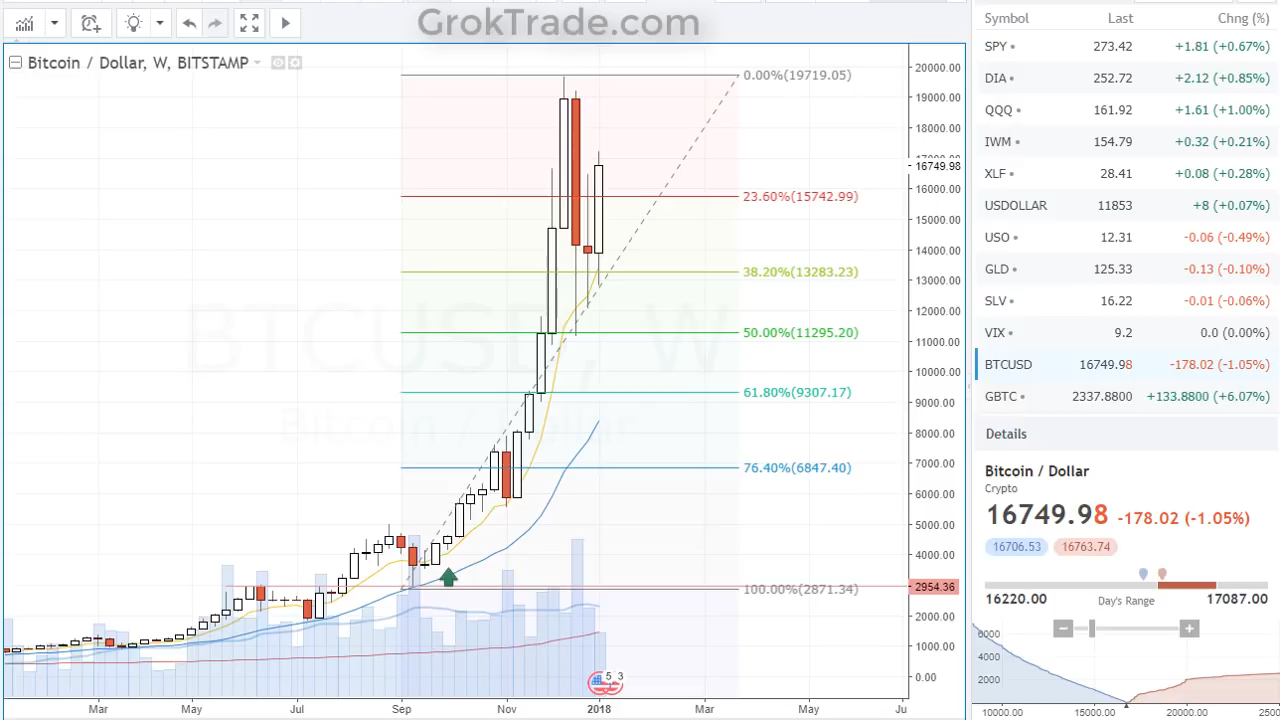 GrokTrade.com
Bitcoin / Dollar, W, BITSTAMP
BTCUSD, W
Bitcoin / Dollar
0.00%(19719.05)
23.60%(15742.99)
38.20%(13283.23)
50.00%(11295.20)
61.80%(9307.17)
76.40%(6847.40)
100.00%(2871.34)
20000.00
19000.00
18000.00
16749.98
16000.00
15000.00
14000.00
13000.00
12000.00
11000.00
10000.00
9000.00
8000.00
7000.00
6000.00
5000.00
4000.00
2954.36
2000.00
1000.00
0.00
5 3
Mar May Jul Sep Nov 2018 Mar May Ju
Symbol Last Chng (%)
SPY 273.42 +1.81 (+0.67%)
DIA 252.72 +2.12 (+0.85%)
QQQ 161.92 +1.61 (+1.00%)
IWM 154.79 +0.32 (+0.21%)
XLF 28.41 +0.08 (+0.28%)
USDOLLAR 11853 +8 (+0.07%)
USO 12.31 -0.06 (-0.49%)
GLD 125.33 -0.13 (-0.10%)
SLV 16.22 -0.01 (-0.06%)
VIX 9.2 0.0 (0.00%)
BTCUSD 16749.98 -178.02 (-1.05%)
GBTC 2337.8800 +133.8800 (+6.07%)
Details
Bitcoin / Dollar
Crypto
16749.98 -178.02 (-1.05%)
16706.53 16763.74
16220.00 Day's Range 17087.00
6000
4000
2000
10000.00 15000.00 20000.00 2500